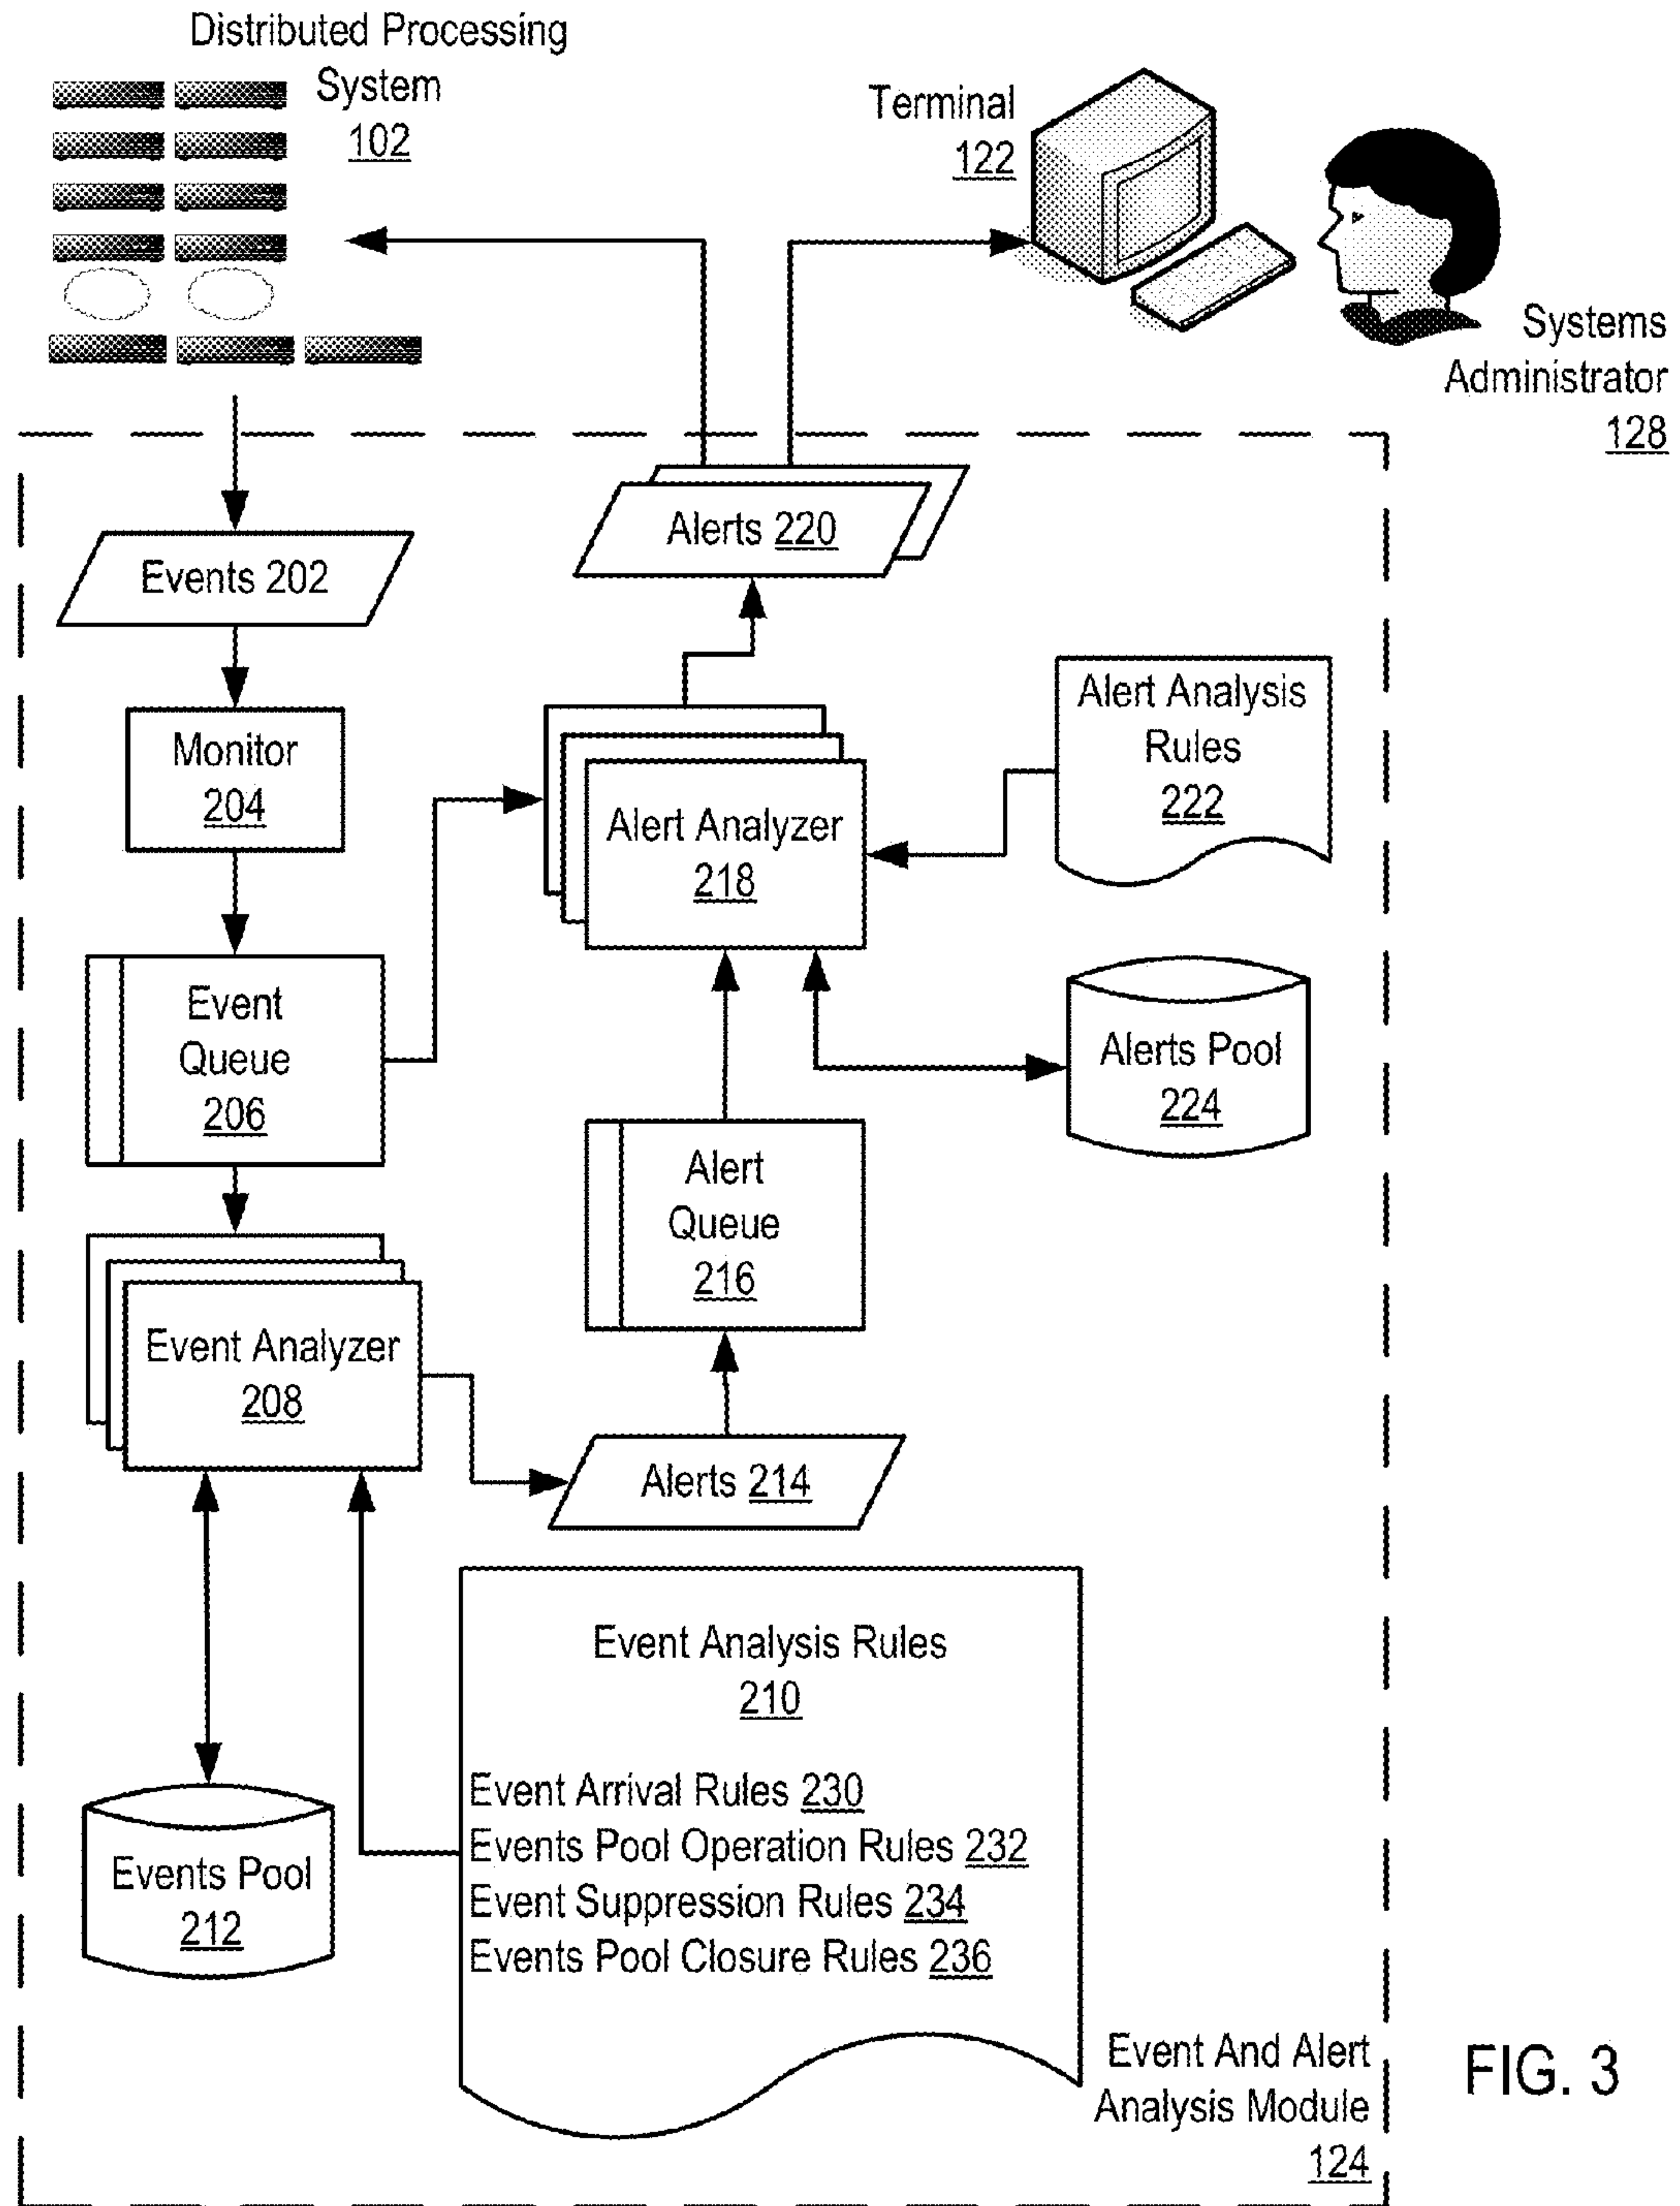 Distributed Processing
System
102
Terminal
122
Systems
Administrator
128
Alerts 220
Events 202
Alert Analysis
Rules
222
Monitor
204
Alert Analyzer
218
Event
Queue
206
Alerts Pool
224
Alert
Queue
216
Event Analyzer
208
Alerts 214
Event Analysis Rules
210
Event Arrival Rules 230
Events Pool Operation Rules 232
Event Suppression Rules 234
Events Pool Closure Rules 236
Events Pool
212
Event And Alert
Analysis Module
124
FIG. 3